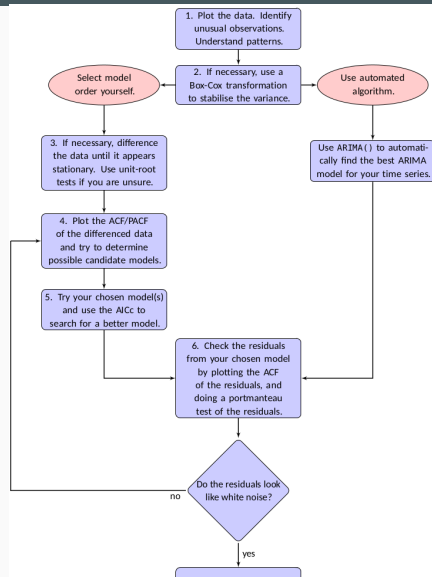 1. Plot the data. Identify
unusual observations.
Understand patterns.
Select model
order yourself.
2. If necessary, use a
Box-Cox transformation
to stabilise the variance.
Use automated
algorithm.
3. If necessary, difference
the data until it appears
stationary. Use unit-root
tests if you are unsure.
Use ARIMA() to automati-
cally find the best ARIMA
model for your time series.
4. Plot the ACF/PACF
of the differenced data
and try to determine
possible candidate models.
5. Try your chosen model(s)
and use the AICc to
search for a better model.
6. Check the residuals
from your chosen model
by plotting the ACF
of the residuals, and
doing a portmanteau
test of the residuals.
Do the residuals look
like white noise?
no
yes